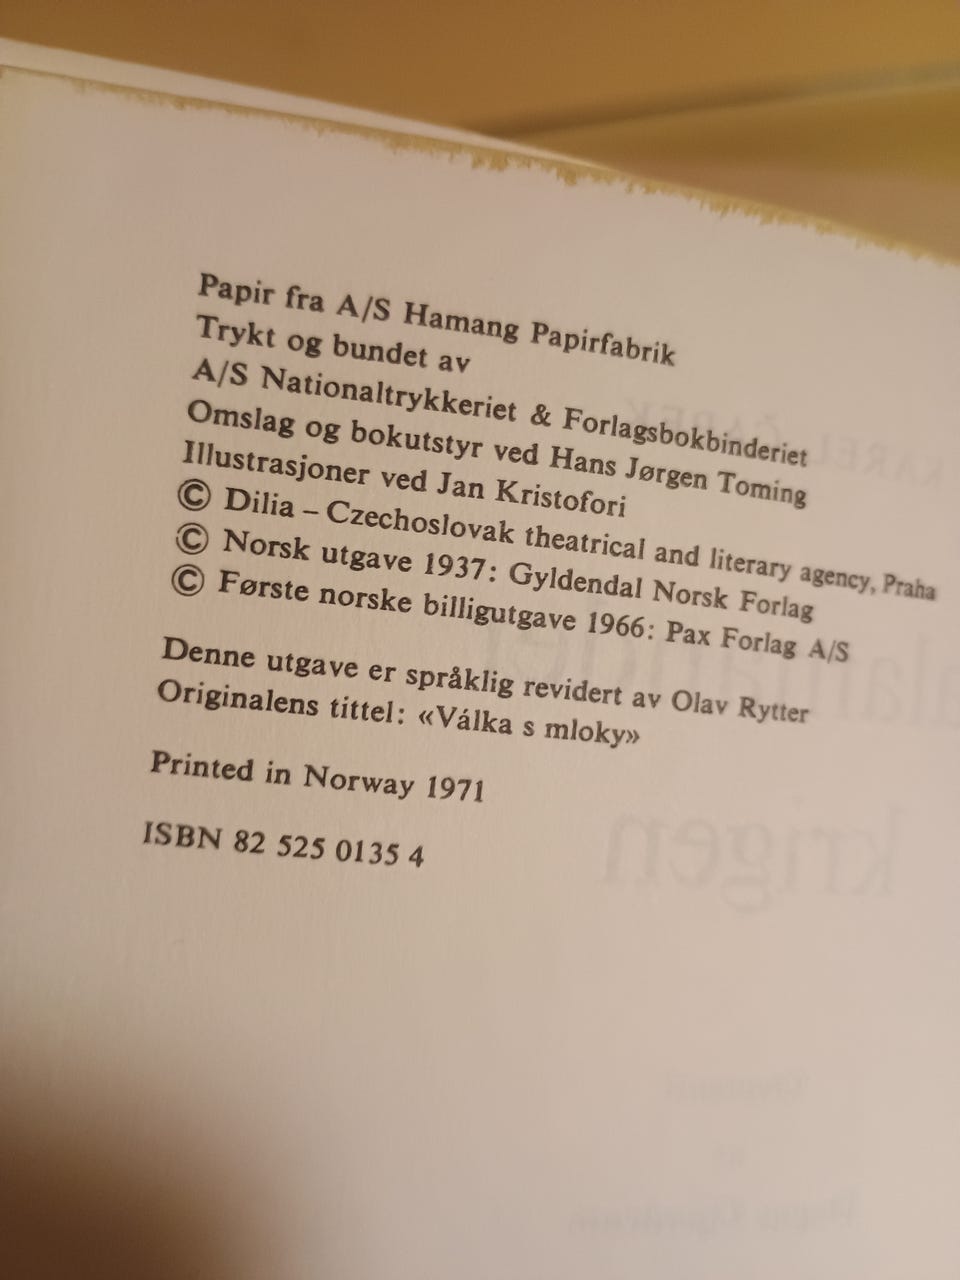 Papir fra A/S Hamang Papirfabrik
Trykt og bundet av
A/S Nationaltrykkeriet & Forlagsbokbinderiet
Omslag og bokutstyr ved Hans Jørgen Toming
Illustrasjoner ved Jan Kristofori
© Dilia – Czechoslovak theatrical and literary agency, Praha
© Norsk utgave 1937: Gyldendal Norsk Forlag
© Første norske billigutgave 1966: Pax Forlag A/S
Denne utgave er språklig revidert av Olav Rytter
Originalens tittel: «Válka s mloky»
Printed in Norway 1971
ISBN 82 525 0135 4
KAREL ČAPEK
krigen